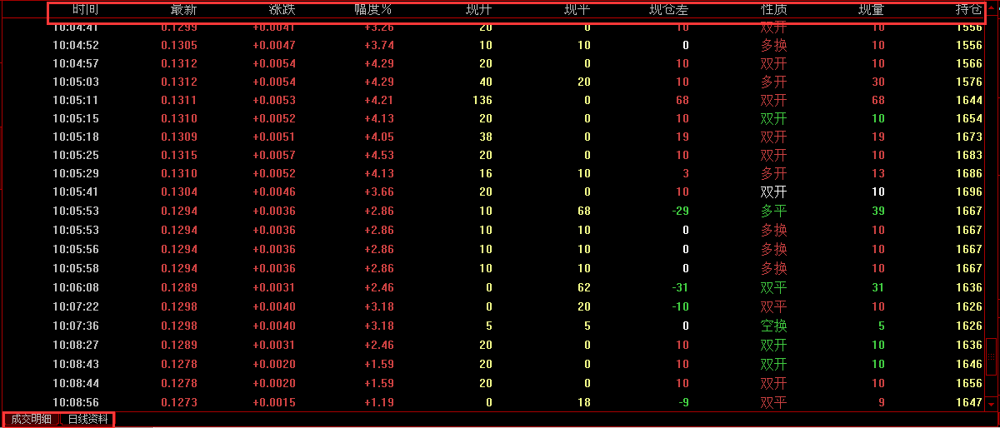 时间 最新 涨跌 幅度% 现开 现平 现仓差 性质 现量 持仓
10:04:41 0.1299 +0.0041 +3.26 20 0 10 双开 10 1556
10:04:52 0.1305 +0.0047 +3.74 10 10 0 多换 10 1556
10:04:57 0.1312 +0.0054 +4.29 20 0 10 双开 10 1566
10:05:03 0.1312 +0.0054 +4.29 40 20 10 多开 30 1576
10:05:11 0.1311 +0.0053 +4.21 136 0 68 双开 68 1644
10:05:15 0.1310 +0.0052 +4.13 20 0 10 双开 10 1654
10:05:18 0.1309 +0.0051 +4.05 38 0 19 双开 19 1673
10:05:25 0.1315 +0.0057 +4.53 20 0 10 双开 10 1683
10:05:29 0.1310 +0.0052 +4.13 16 10 3 多开 13 1686
10:05:41 0.1304 +0.0046 +3.66 20 0 10 双开 10 1696
10:05:53 0.1294 +0.0036 +2.86 10 68 -29 多平 39 1667
10:05:53 0.1294 +0.0036 +2.86 10 10 0 多换 10 1667
10:05:56 0.1294 +0.0036 +2.86 10 10 0 多换 10 1667
10:05:58 0.1294 +0.0036 +2.86 10 10 0 多换 10 1667
10:06:08 0.1289 +0.0031 +2.46 0 62 -31 双平 31 1636
10:07:22 0.1298 +0.0040 +3.18 0 20 -10 双平 10 1626
10:07:36 0.1298 +0.0040 +3.18 5 5 0 空换 5 1626
10:08:27 0.1289 +0.0031 +2.46 20 0 10 双开 10 1636
10:08:43 0.1278 +0.0020 +1.59 20 0 10 双开 10 1646
10:08:44 0.1278 +0.0020 +1.59 20 0 10 双开 10 1656
10:08:56 0.1273 +0.0015 +1.19 0 18 -9 双平 9 1647
成交明细 日线资料